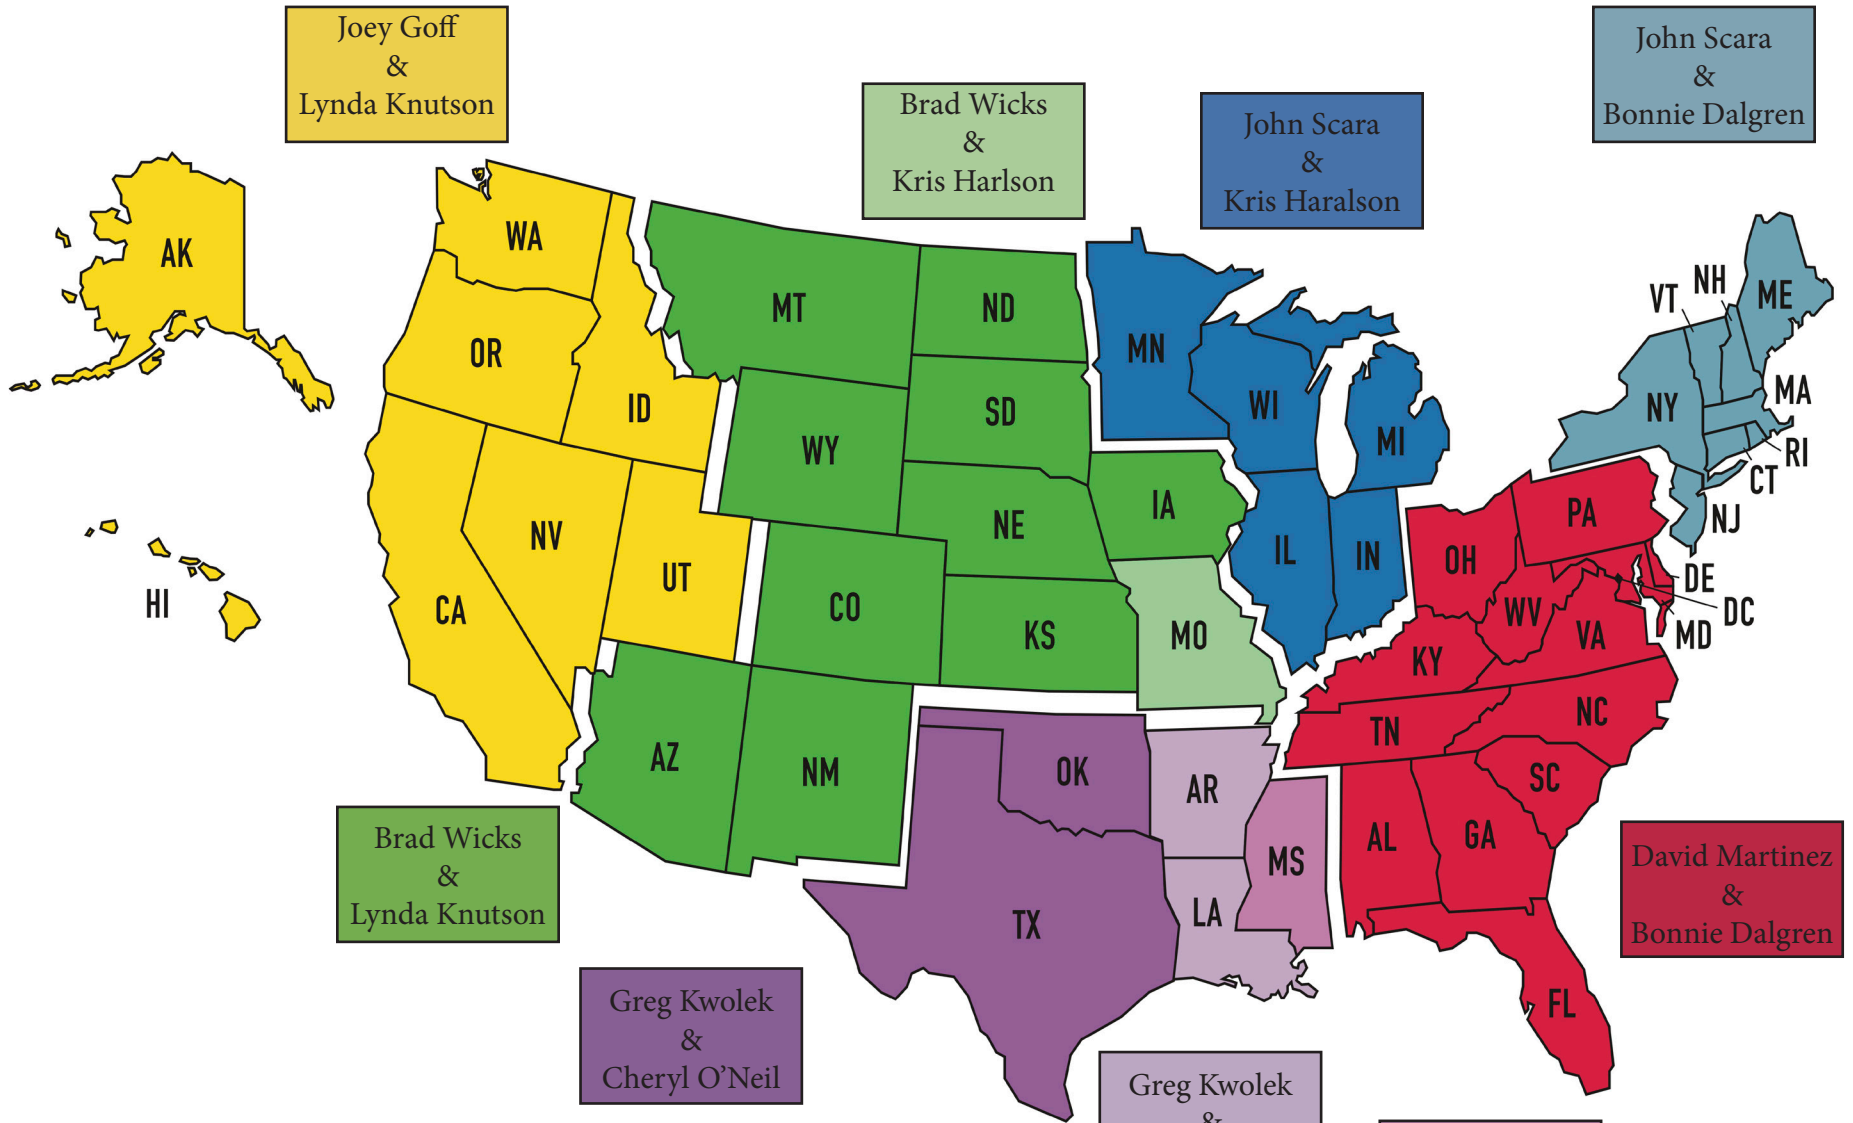 Joey Goff
&
Lynda Knutson
Brad Wicks
&
Kris Harlson
John Scara
&
Kris Haralson
John Scara
&
Bonnie Dalgren
AK
WA
OR
ID
MT
ND
MN
WI
MI
VT
NH
ME
NY
MA
RI
CT
NJ
SD
WY
NE
IA
IL
IN
OH
PA
DE
DC
MD
HI
CA
NV
UT
CO
KS
MO
KY
WV
VA
TN
NC
SC
AZ
NM
OK
AR
MS
AL
GA
TX
LA
FL
Brad Wicks
&
Lynda Knutson
David Martinez
&
Bonnie Dalgren
Greg Kwolek
&
Cheryl O’Neil
Greg Kwolek
&